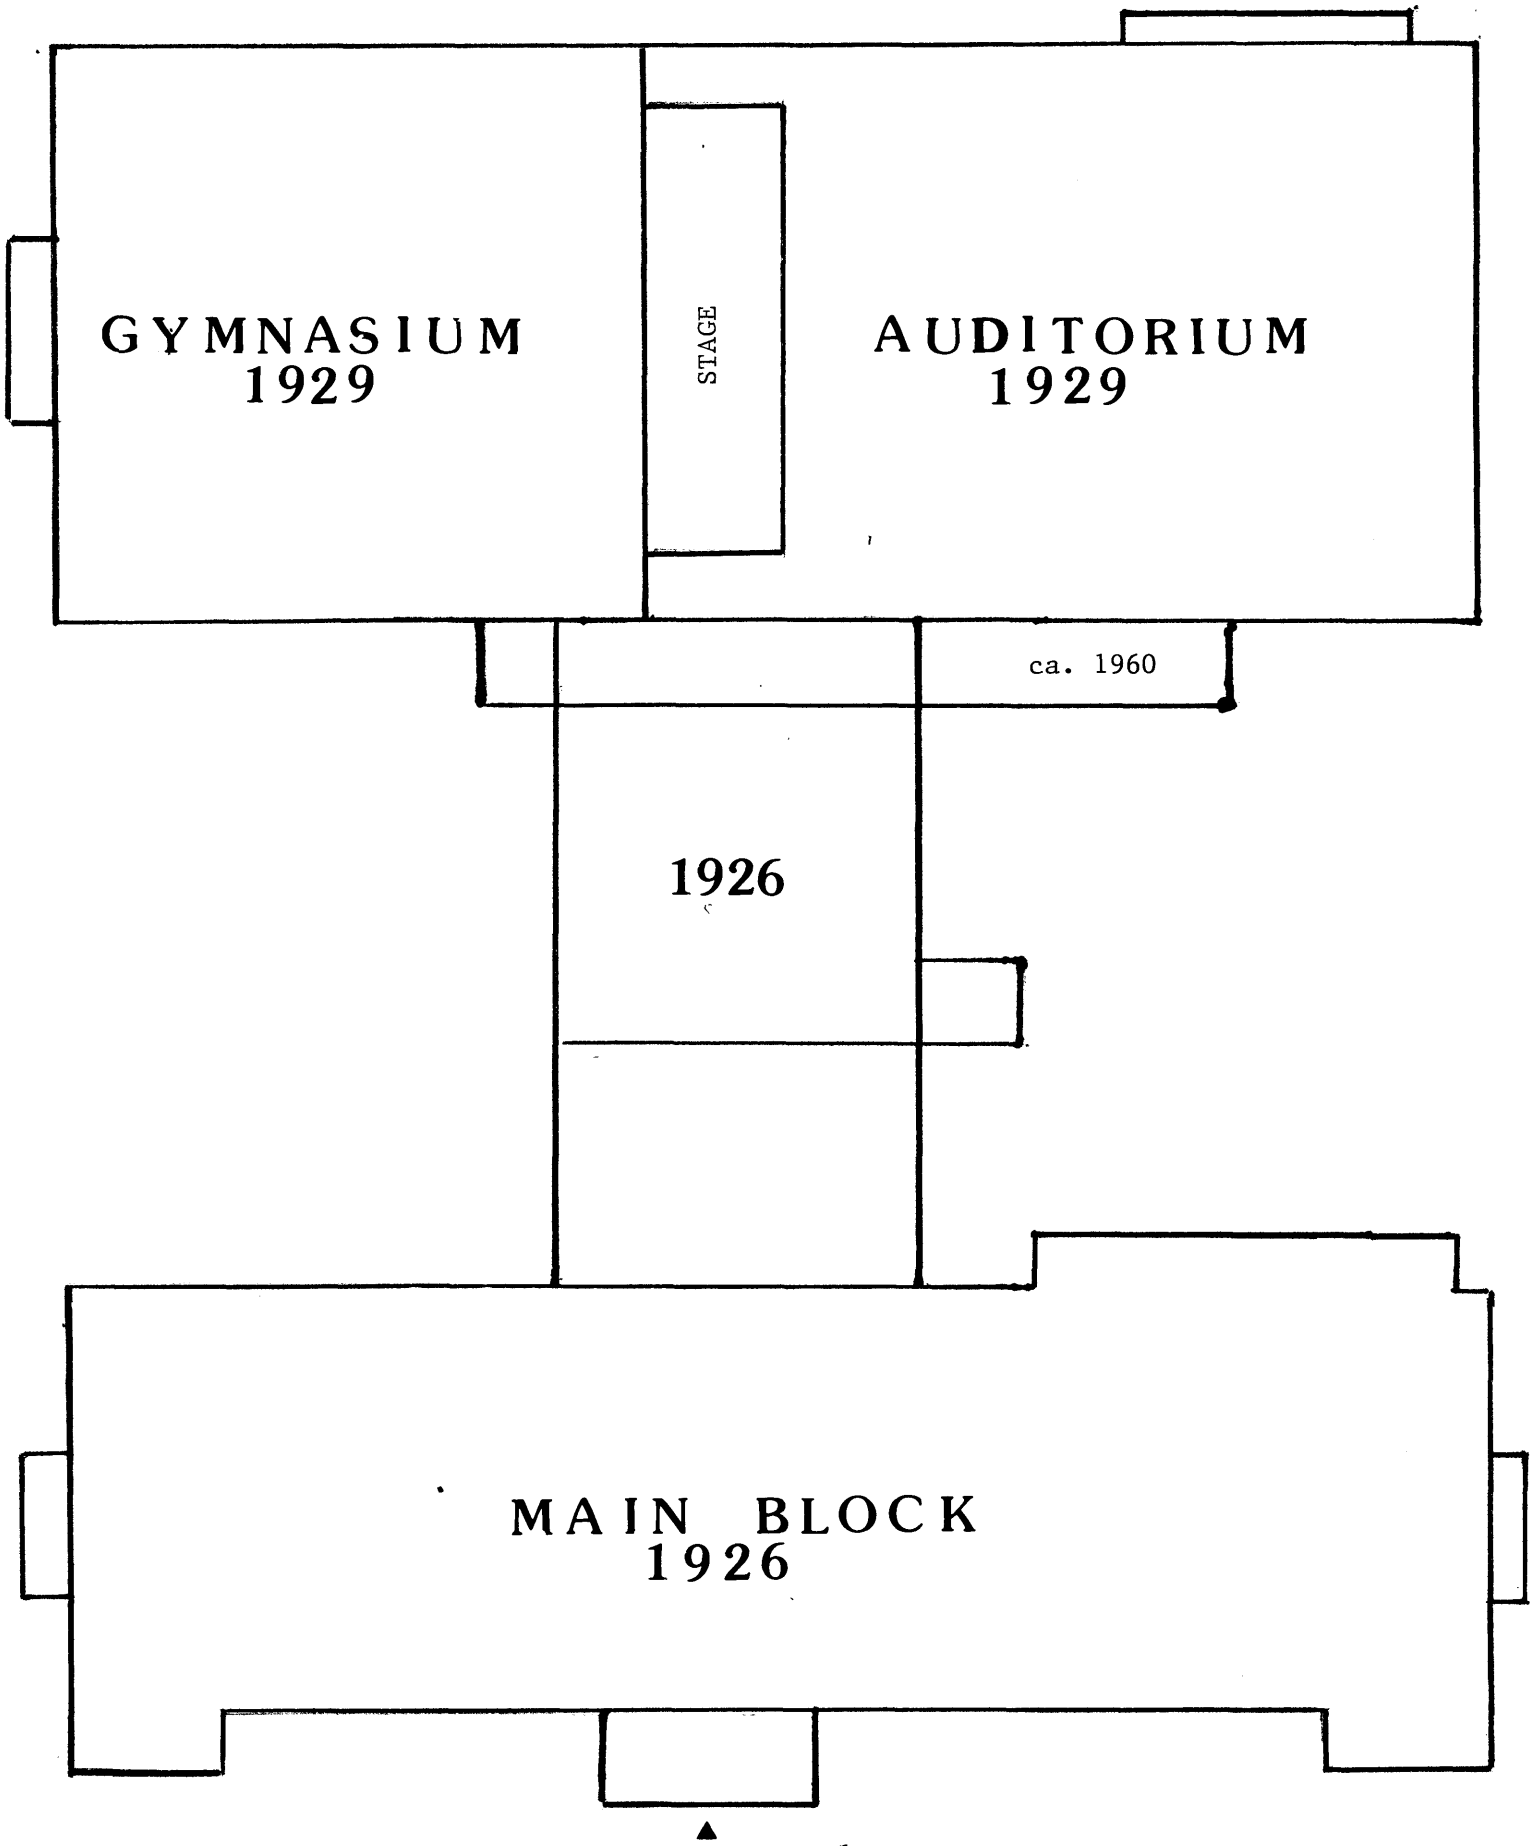 GYMNASIUM
1929
STAGE
AUDITORIUM
1929
ca. 1960
1926
MAIN BLOCK
1926